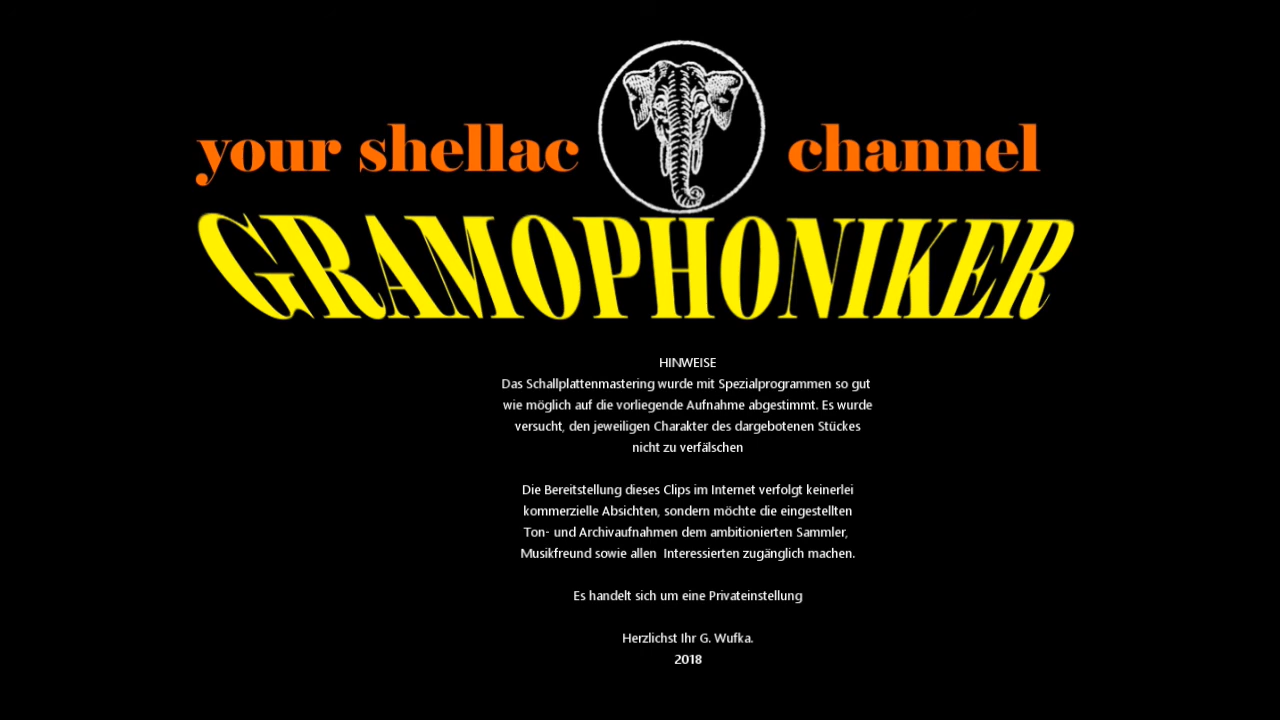 your shellac channel
GRAMOPHONIKER
HINWEISE
Das Schallplattenmastering wurde mit Spezialprogrammen so gut
wie möglich auf die vorliegende Aufnahme abgestimmt. Es wurde
versucht, den jeweiligen Charakter des dargebotenen Stückes
nicht zu verfälschen
Die Bereitstellung dieses Clips im Internet verfolgt keinerlei
kommerzielle Absichten, sondern möchte die eingestellten
Ton- und Archivaufnahmen dem ambitionierten Sammler,
Musikfreund sowie allen Interessierten zugänglich machen.
Es handelt sich um eine Privateinstellung
Herzlichst Ihr G. Wufka.
2018